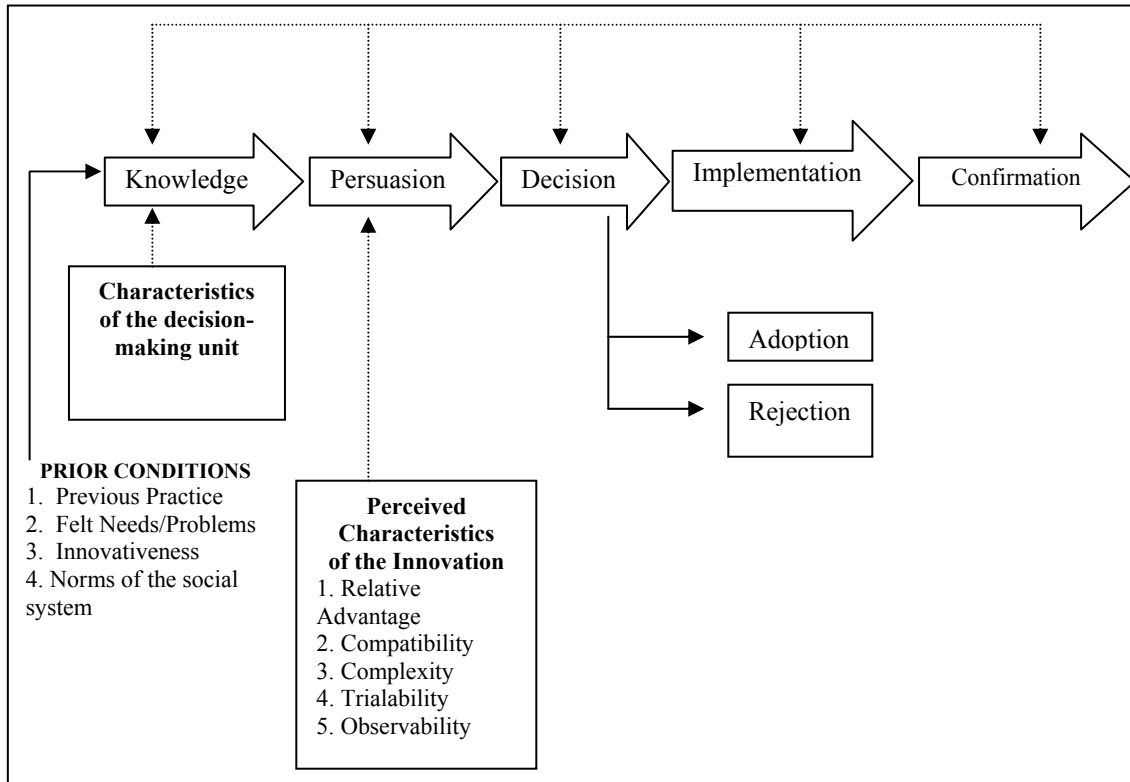 Knowledge
Persuasion
Decision
Implementation
Confirmation
Characteristics
of the decision-
making unit
Adoption
Rejection
PRIOR CONDITIONS
1. Previous Practice
2. Felt Needs/Problems
3. Innovativeness
4. Norms of the social
system
Perceived
Characteristics
of the Innovation
1. Relative
Advantage
2. Compatibility
3. Complexity
4. Trialability
5. Observability